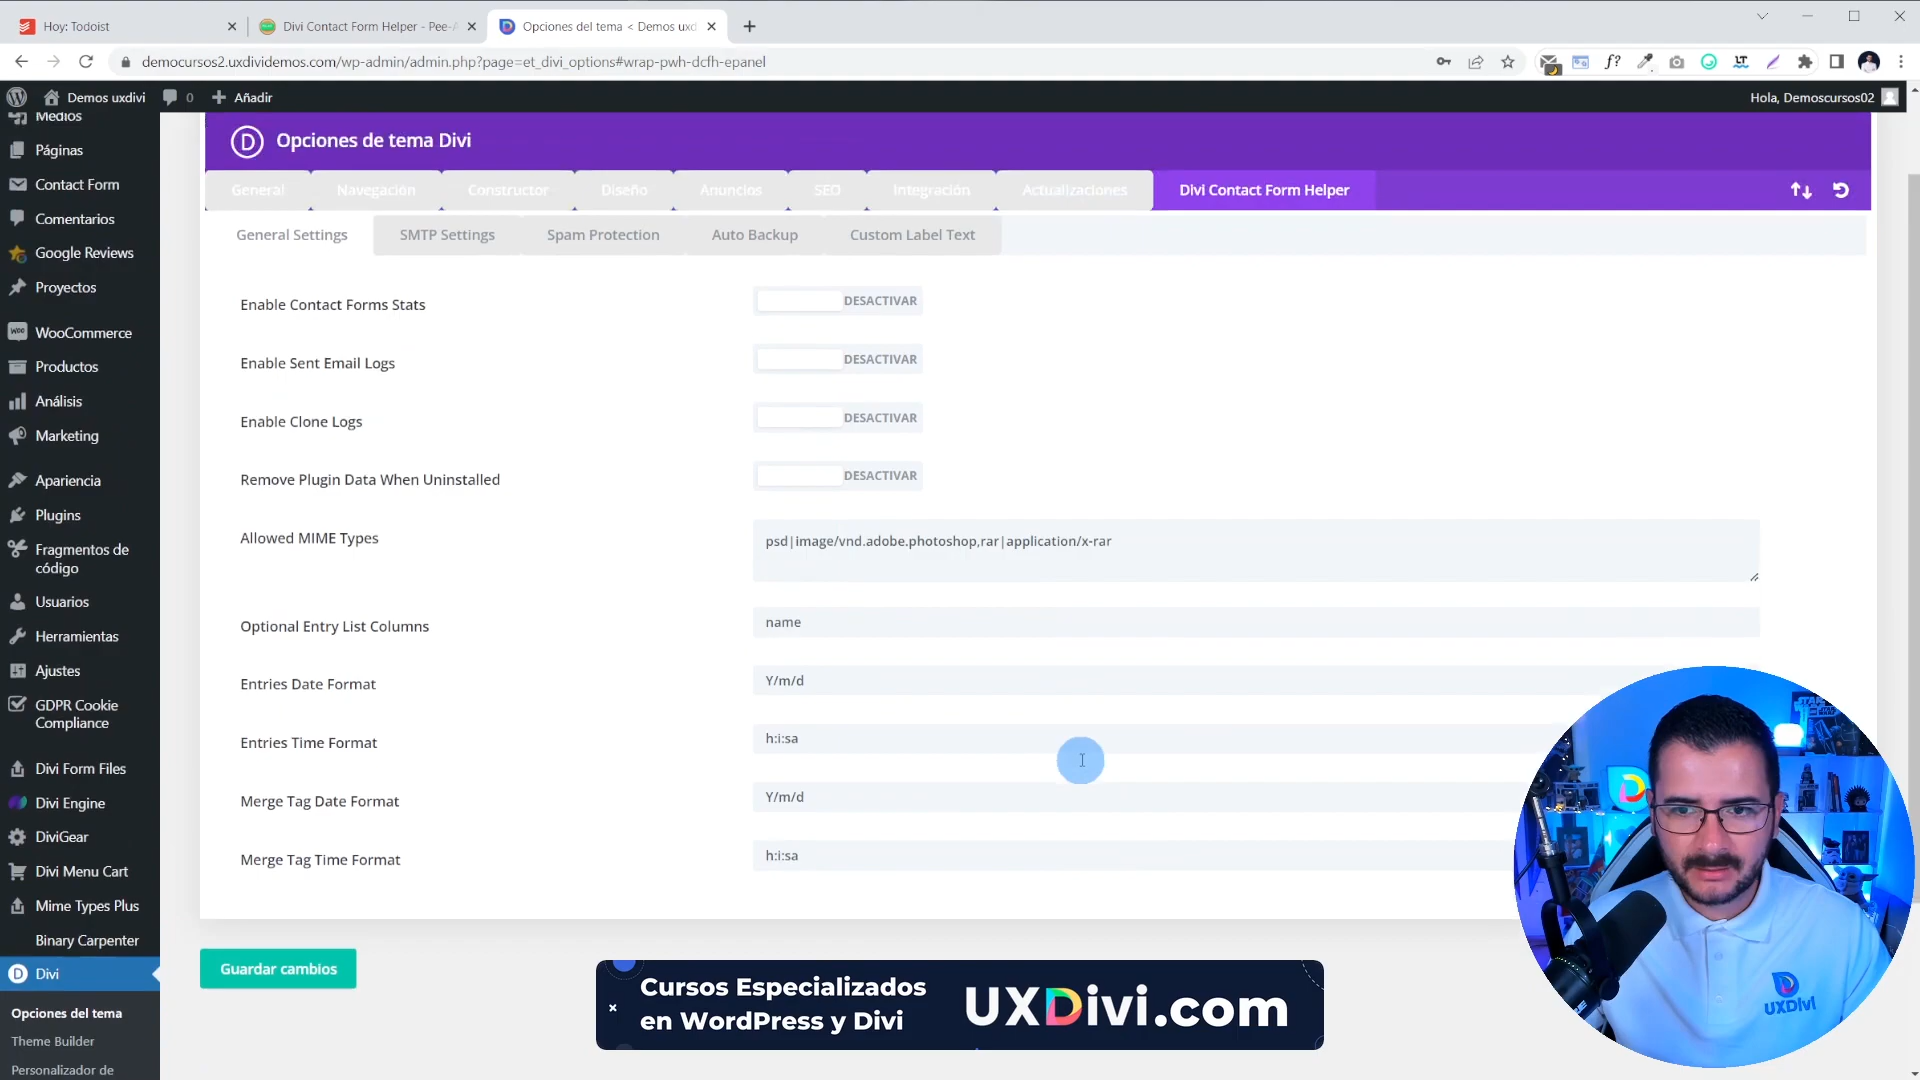 Hoy: Todoist
Divi Contact Form Helper - Pee-A
Opciones del tema < Demos uxd
democursos2.uxdividemos.com/wp-admin/admin.php?page=et_divi_options#wrap-pwh-dcfh-epanel
f?
LT
Demos uxdivi
0
Añadir
Hola, Demoscursos02
Medios
Páginas
Contact Form
Comentarios
Google Reviews
Proyectos
WooCommerce
Productos
Análisis
Marketing
Apariencia
Plugins
Fragmentos de
código
Usuarios
Herramientas
Ajustes
GDPR Cookie
Compliance
Divi Form Files
Divi Engine
DiviGear
Divi Menu Cart
Mime Types Plus
Binary Carpenter
Divi
Opciones del tema
Theme Builder
Personalizador de
D
Opciones de tema Divi
General
Navegación
Constructor
Diseño
Anuncios
SEO
Integración
Actualizaciones
Divi Contact Form Helper
General Settings
SMTP Settings
Spam Protection
Auto Backup
Custom Label Text
Enable Contact Forms Stats
DESACTIVAR
Enable Sent Email Logs
DESACTIVAR
Enable Clone Logs
DESACTIVAR
Remove Plugin Data When Uninstalled
DESACTIVAR
Allowed MIME Types
psd|image/vnd.adobe.photoshop,rar|application/x-rar
Optional Entry List Columns
name
Entries Date Format
Y/m/d
Entries Time Format
h:i:sa
Merge Tag Date Format
Y/m/d
Merge Tag Time Format
h:i:sa
Guardar cambios
Cursos Especializados
en WordPress y Divi
UXDivi.com
UXDivi